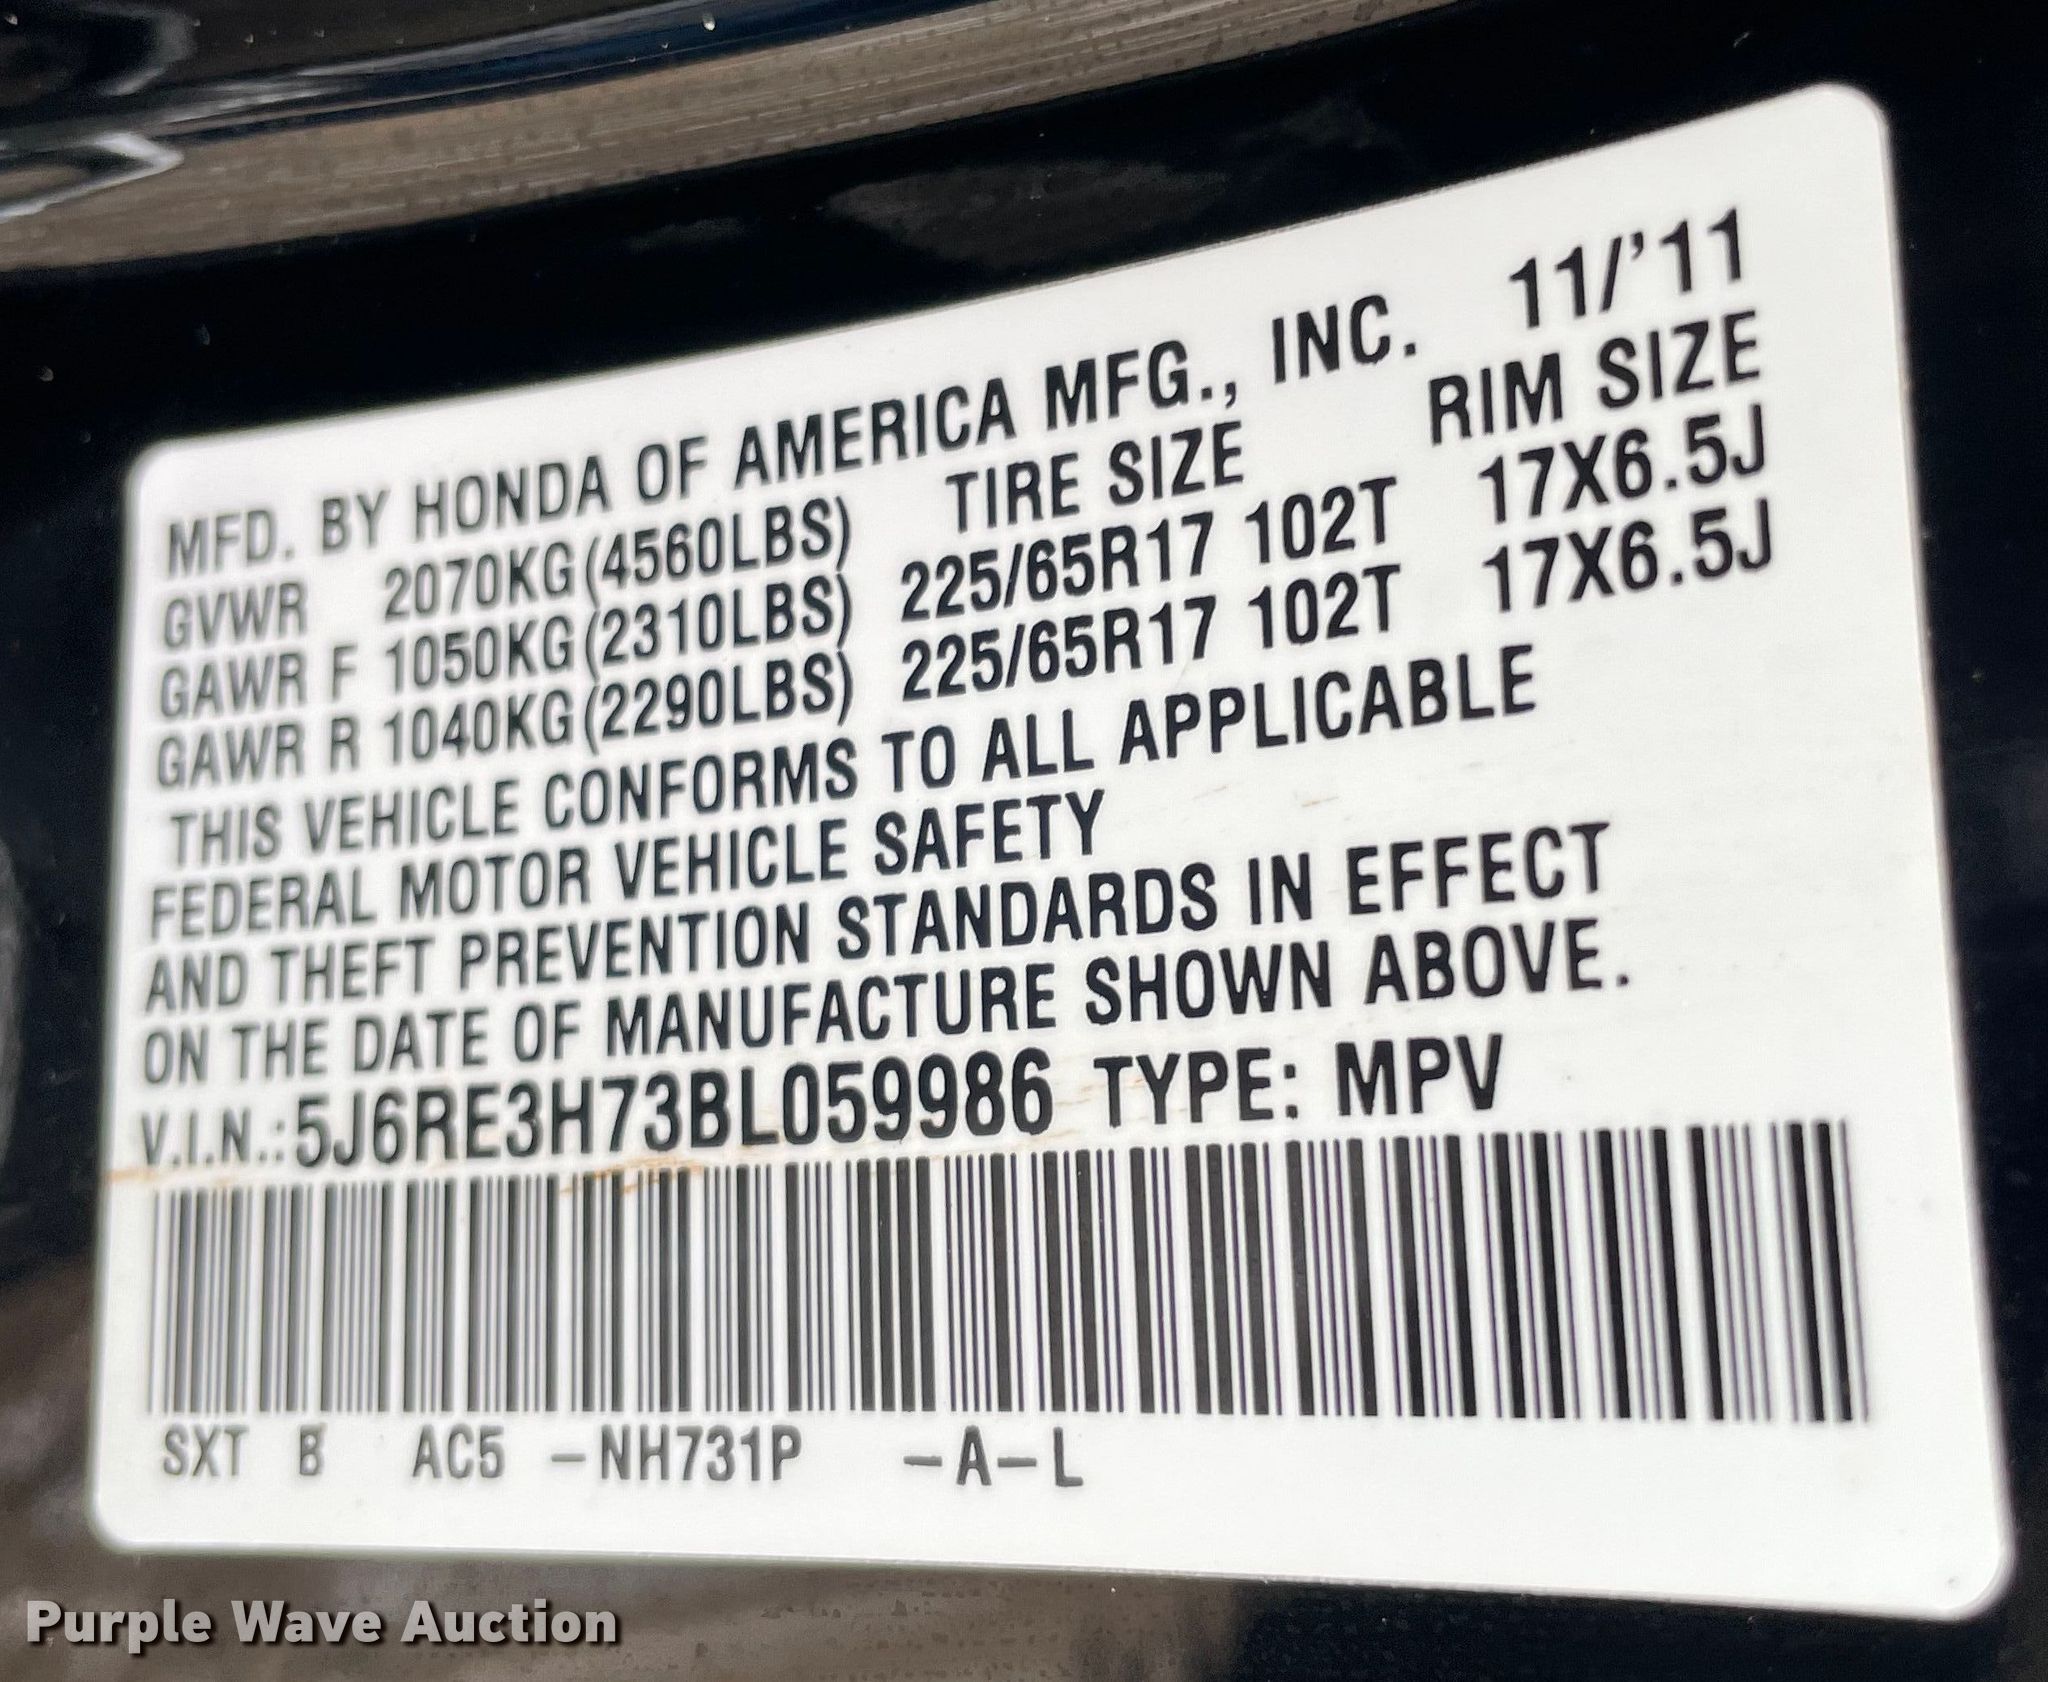 MFD. BY HONDA OF AMERICA MFG., INC. 11/'11
GVWR 2070KG(4560LBS) TIRE SIZE RIM SIZE
GAWR F 1050KG(2310LBS) 225/65R17 102T 17X6.5J
GAWR R 1040KG(2290LBS) 225/65R17 102T 17X6.5J
THIS VEHICLE CONFORMS TO ALL APPLICABLE
FEDERAL MOTOR VEHICLE SAFETY
AND THEFT PREVENTION STANDARDS IN EFFECT
ON THE DATE OF MANUFACTURE SHOWN ABOVE.
V.I.N.:5J6RE3H73BL059986 TYPE: MPV
SXT B AC5 –NH731P –A–L
Purple Wave Auction